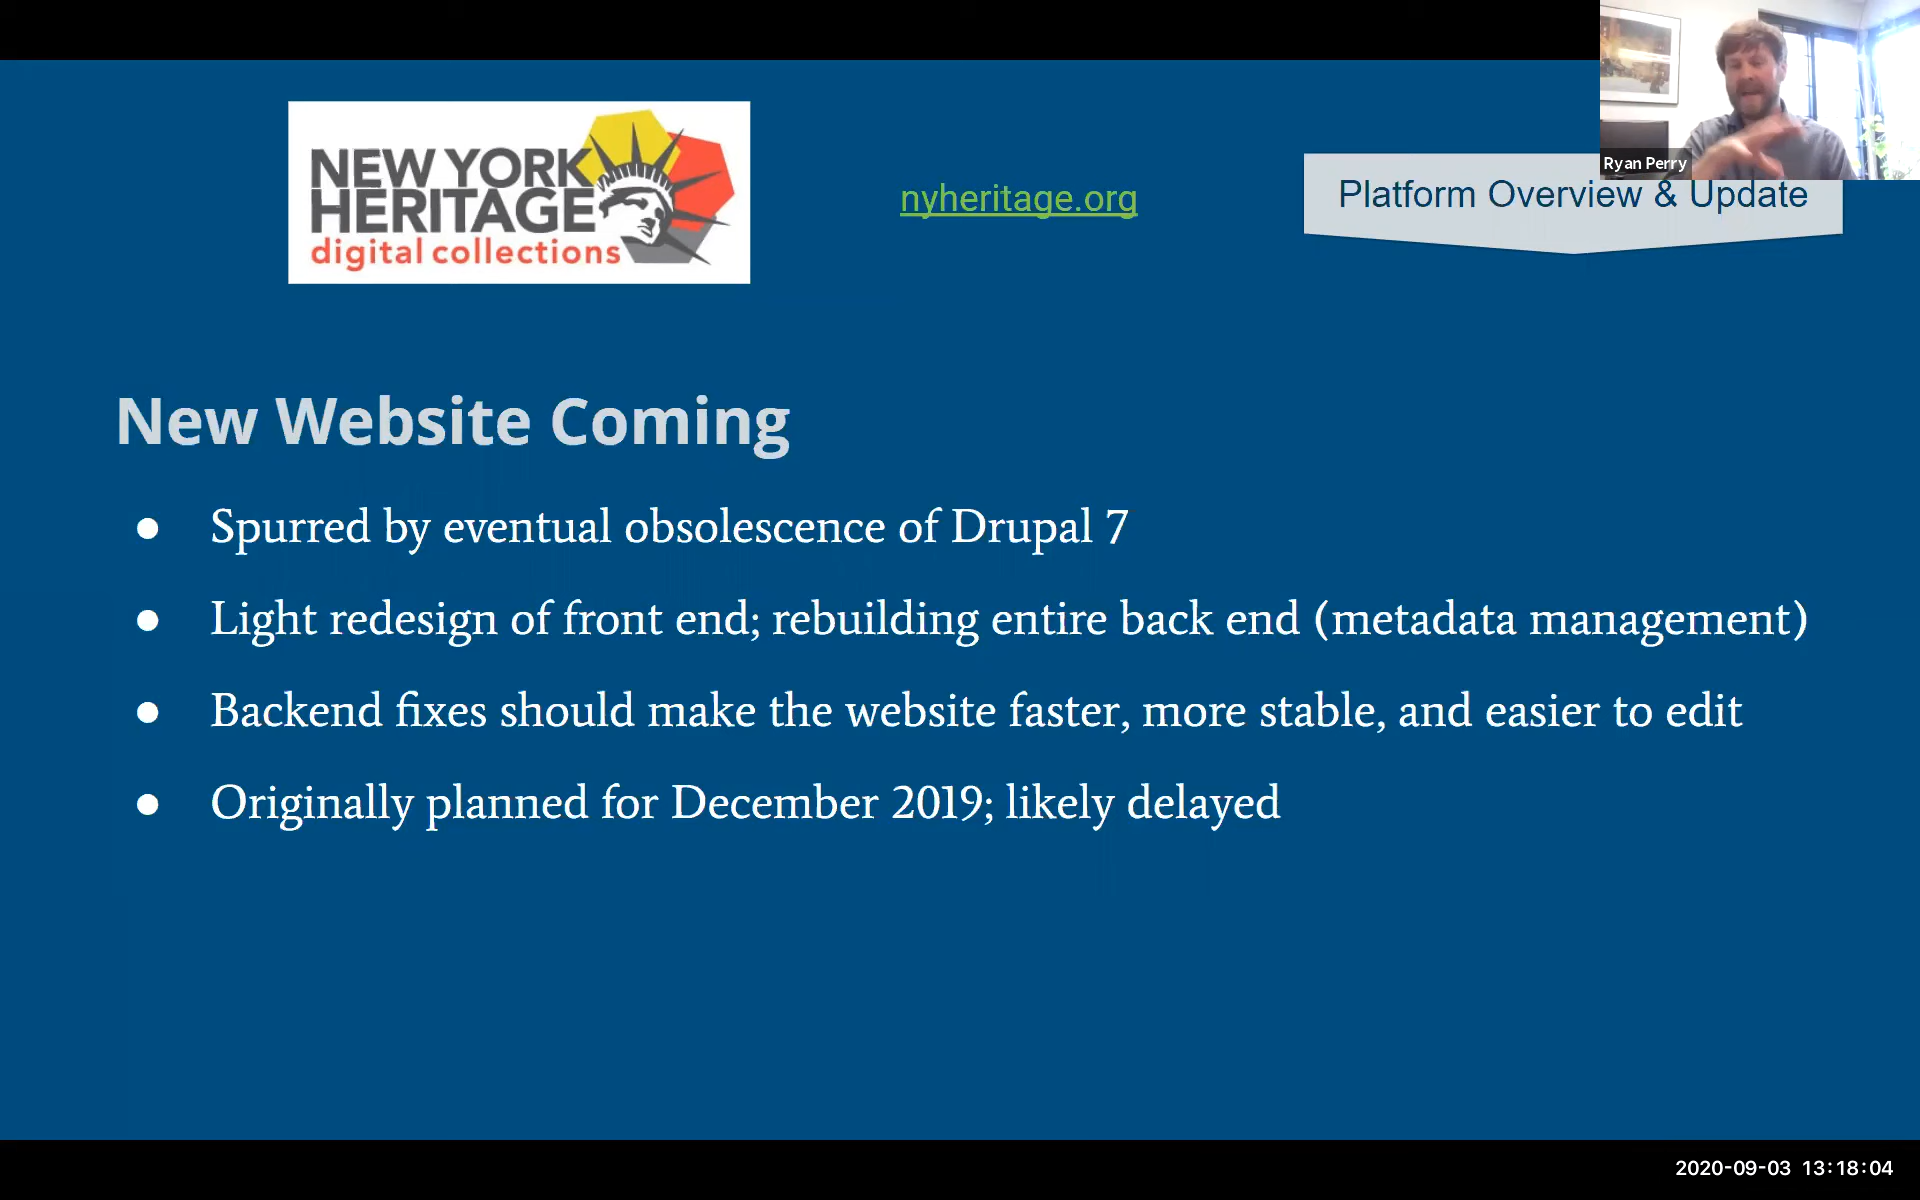 Ryan Perry
NEW YORK
HERITAGE
digital collections
nyheritage.org
Platform Overview & Update
New Website Coming
● Spurred by eventual obsolescence of Drupal 7
● Light redesign of front end; rebuilding entire back end (metadata management)
● Backend fixes should make the website faster, more stable, and easier to edit
● Originally planned for December 2019; likely delayed
2020-09-03 13:18:04